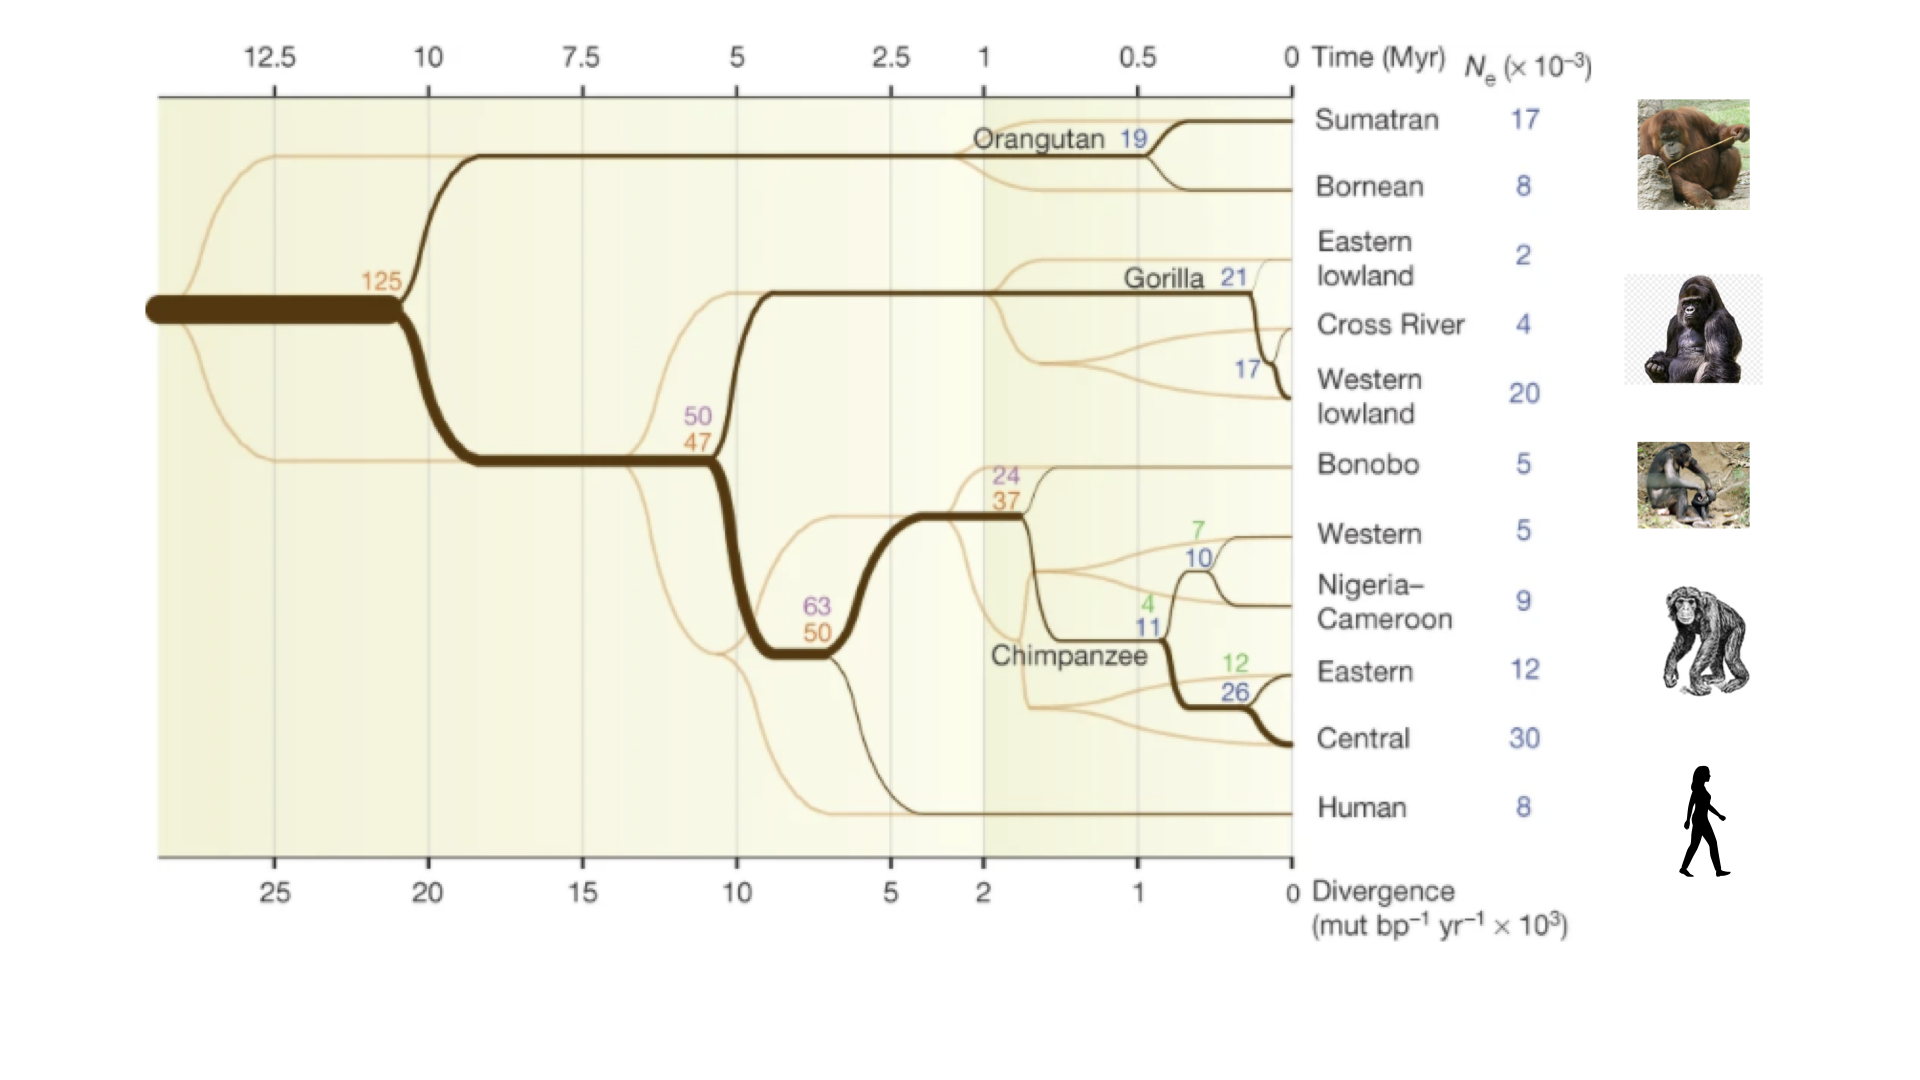 12.5 10 7.5 5 2.5 1 0.5 0 Time (Myr) Nₑ (× 10⁻³)
Sumatran 17
Orangutan 19
Bornean 8
Eastern
lowland 2
125
Gorilla 21
Cross River 4
17
Western
lowland 20
50
47
Bonobo 5
24
37
Western 5
7
10
Nigeria–
Cameroon 9
63
50
4
11
Chimpanzee
12
Eastern 12
26
Central 30
Human 8
25 20 15 10 5 2 1 0 Divergence
(mut bp⁻¹ yr⁻¹ × 10³)